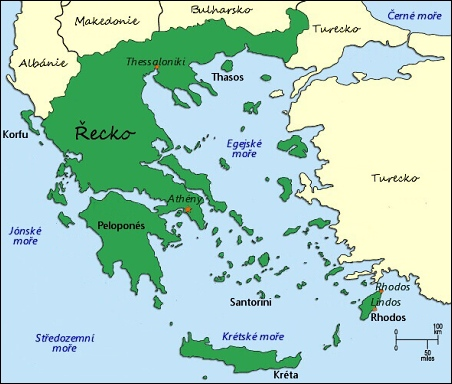 Bulharsko
Černé moře
Makedonie
Turecko
Albánie
Thessaloniki
Thasos
Korfu
Řecko
Egejské
moře
Turecko
Athény
Peloponés
Jónské
moře
Rhodos
Lindos
Santorini
Rhodos
Středozemní
moře
Krétské moře
Kréta
0
100
km
0
50
miles